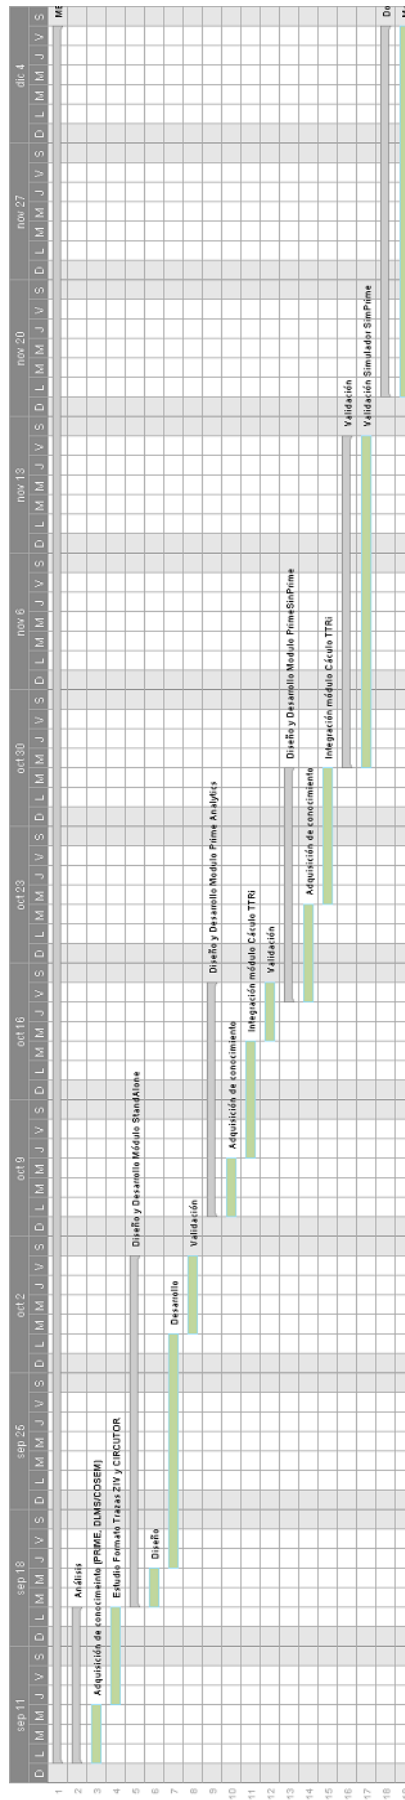 sep 11
sep 18
sep 25
oct 2
oct 9
oct 16
oct 23
oct 30
nov 6
nov 13
nov 20
nov 27
dic 4
D L M M J V S D L M M J V S D L M M J V S D L M M J V S D L M M J V S D L M M J V S D L M M J V S D L M M J V S D L M M J V S D L M M J V S D L M M J V S D L M M J V S D L M M J V S
1
2 Análisis
3 Adquisición de conocimeinto (PRIME, DLMS/COSEM)
4 Estudio Formato Trazas ZIV y CIRCUTOR
5 Diseño y Desarrollo Módulo StandAlone
6 Diseño
7 Desarrollo
8 Validación
9 Diseño y Desarrollo Modulo Prime Analytics
10 Adquisición de conocimiento
11 Integración módulo Cáculo TTRi
12 Validación
13 Diseño y Desarrollo Modulo PrimeSinPrime
14 Adquisición de conocimiento
15 Integración módulo Cáculo TTRi
16 Validación
17 Validación Simulador SimPrime
18 Do